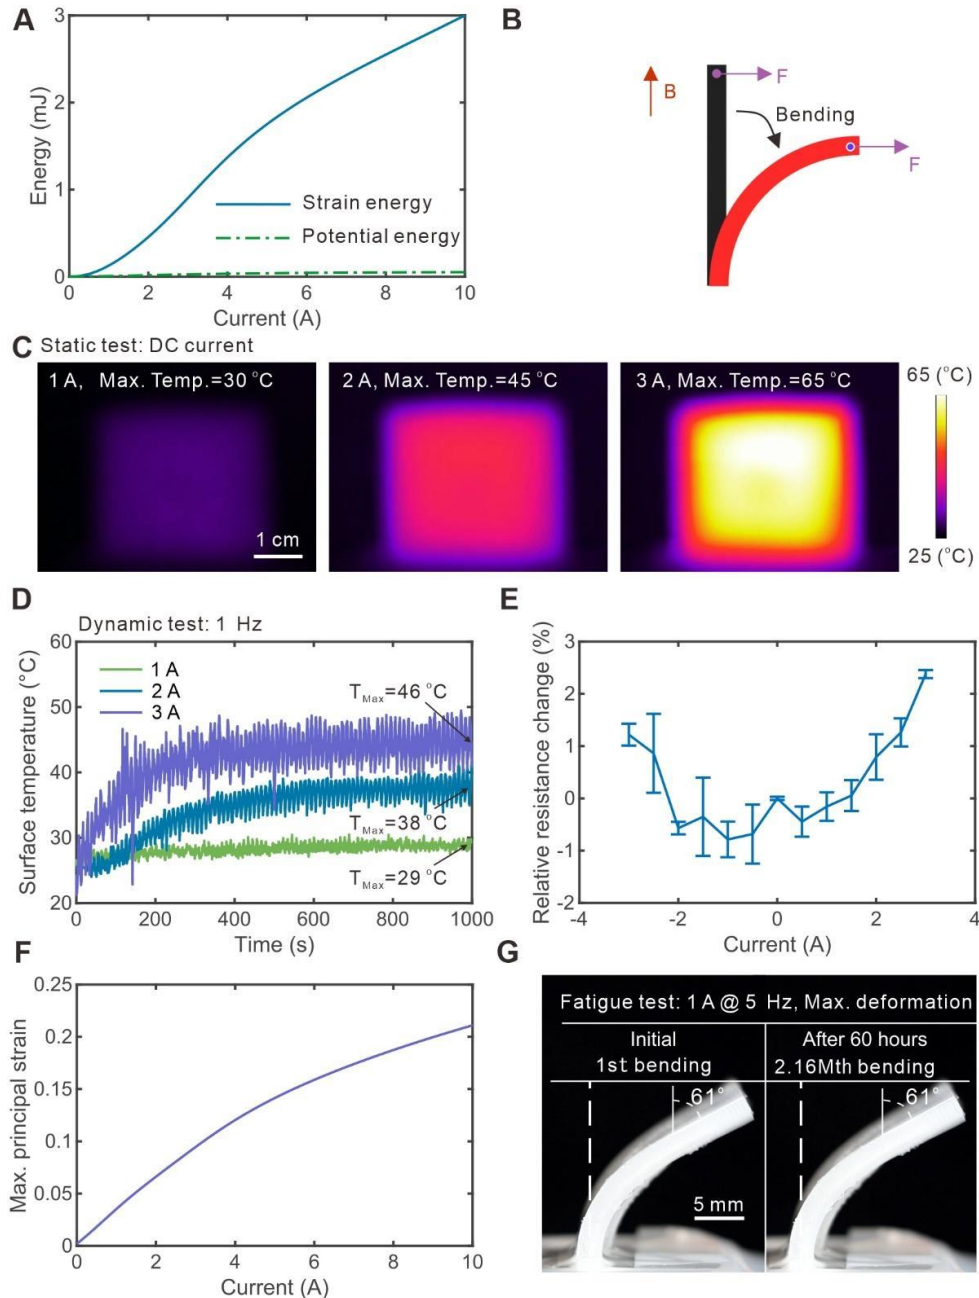 A
3
2
1
0
Energy (mJ)
Strain energy
Potential energy
0 2 4 6 8 10
Current (A)
B
B
F
Bending
F
C Static test: DC current
1 A, Max. Temp.=30 °C
1 cm
2 A, Max. Temp.=45 °C
3 A, Max. Temp.=65 °C
65 (°C)
25 (°C)
D
Dynamic test: 1 Hz
60
50
40
30
20
Surface temperature (°C)
1 A
2 A
3 A
TMax=46 °C
TMax=38 °C
TMax=29 °C
0 200 400 600 800 1000
Time (s)
E
3
2
1
0
-1
-2
Relative resistance change (%)
-4 -2 0 2 4
Current (A)
F
0.25
0.2
0.15
0.1
0.05
0
Max. principal strain
0 2 4 6 8 10
Current (A)
G
Fatigue test: 1 A @ 5 Hz, Max. deformation
Initial
1st bending
61°
5 mm
After 60 hours
2.16Mth bending
61°